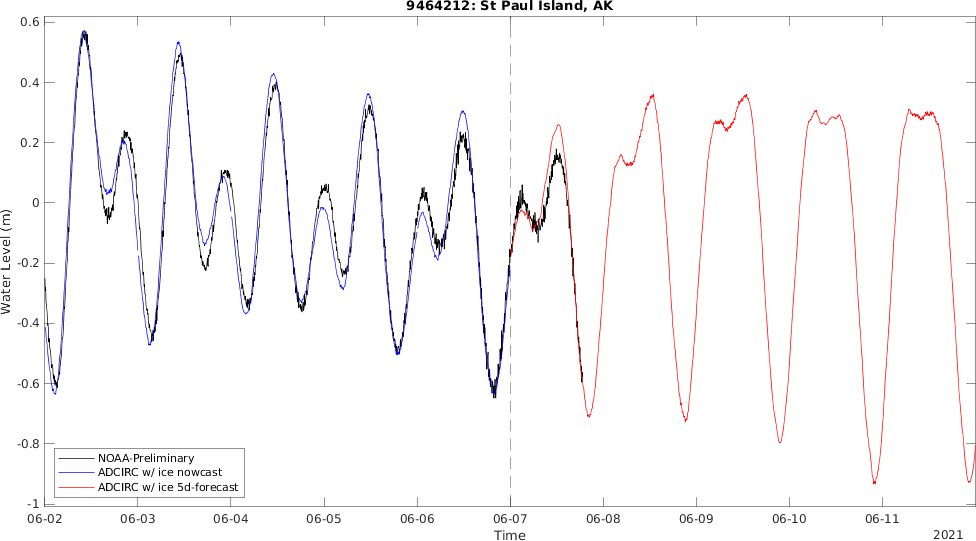 9464212: St Paul Island, AK
0.6
0.4
0.2
0
-0.2
-0.4
-0.6
-0.8
-1
Water Level (m)
NOAA-Preliminary
ADCIRC w/ ice nowcast
ADCIRC w/ ice 5d-forecast
06-02 06-03 06-04 06-05 06-06 06-07 06-08 06-09 06-10 06-11
Time
2021